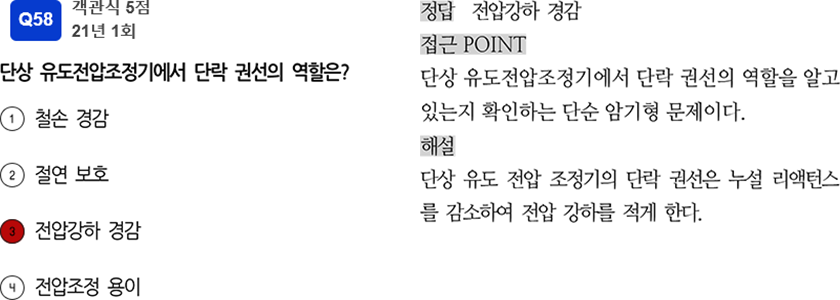 Q58
객관식 5점
21년 1회
단상 유도전압조정기에서 단락 권선의 역할은?
1 철손 경감
2 절연 보호
3 전압강하 경감
4 전압조정 용이
정답 전압강하 경감
접근 POINT
단상 유도전압조정기에서 단락 권선의 역할을 알고
있는지 확인하는 단순 암기형 문제이다.
해설
단상 유도 전압 조정기의 단락 권선은 누설 리액턴스
를 감소하여 전압 강하를 적게 한다.